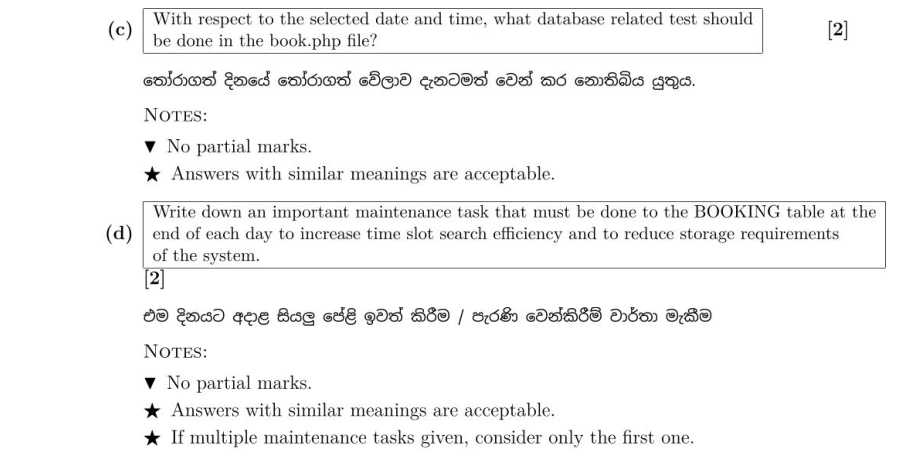 (c) With respect to the selected date and time, what database related test should [2]
be done in the book.php file?
තෝරාගත් දිනයේ තෝරාගත් වේලාව දැනටමත් වෙන් කර නොතිබිය යුතුය.
NOTES:
▼ No partial marks.
★ Answers with similar meanings are acceptable.
Write down an important maintenance task that must be done to the BOOKING table at the
(d) end of each day to increase time slot search efficiency and to reduce storage requirements
of the system.
[2]
එම දිනයට අදාළ සියලු පේළි ඉවත් කිරීම / පැරණි වෙන්කිරීම් වාර්තා මැකීම
NOTES:
▼ No partial marks.
★ Answers with similar meanings are acceptable.
★ If multiple maintenance tasks given, consider only the first one.